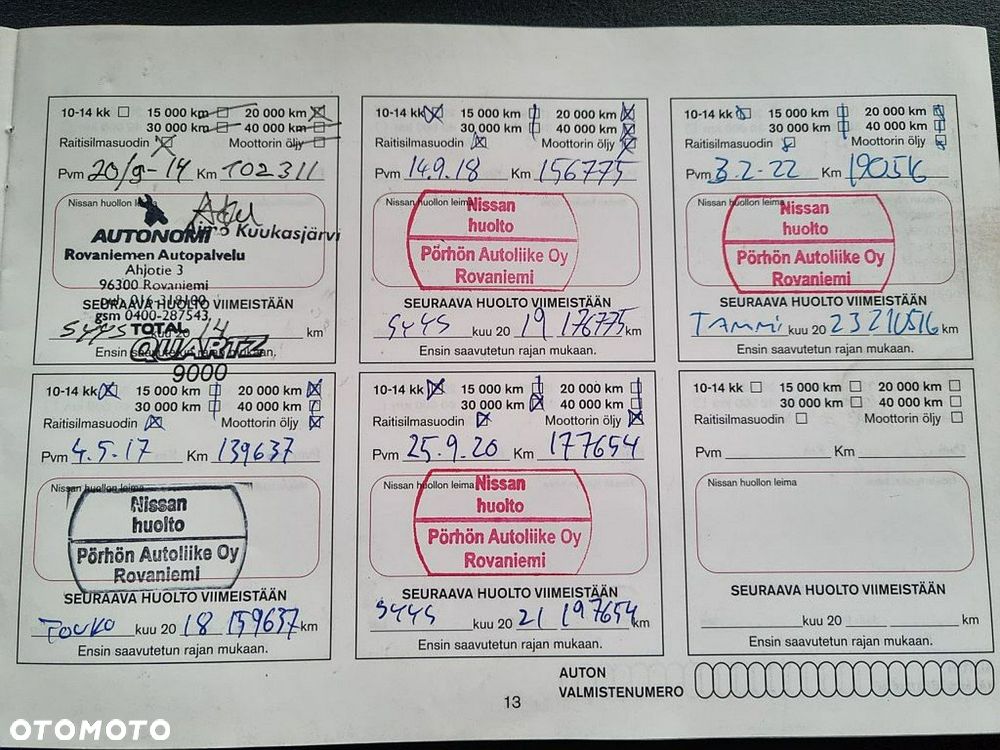 10-14 kk 15 000 km 20 000 km
30 000 km 40 000 km
Raitisilmasuodin Moottorin öljy
Pvm 20/9-14 Km 102311
Nissan huollon leima
AUTONOMI Aimo Kuukasjärvi
Rovaniemen Autopalvelu
Ahjotie 3
96300 Rovaniemi
SEURAAVA HUOLTO VIIMEISTÄÄN
gsm 0400-287543
SYYS kuu 20 14 km
TOTAL
QUARTZ
Ensin saavutetun rajan mukaan.
9000
10-14 kk 15 000 km 20 000 km
30 000 km 40 000 km
Raitisilmasuodin Moottorin öljy
Pvm 14.9.18 Km 156775
Nissan huollon leima
Nissan
huolto
Pörhön Autoliike Oy
Rovaniemi
SEURAAVA HUOLTO VIIMEISTÄÄN
SYYS kuu 20 19 176775 km
Ensin saavutetun rajan mukaan.
10-14 kk 15 000 km 20 000 km
30 000 km 40 000 km
Raitisilmasuodin Moottorin öljy
Pvm 3.2.22 Km 190516
Nissan huollon leima
Nissan
huolto
Pörhön Autoliike Oy
Rovaniemi
SEURAAVA HUOLTO VIIMEISTÄÄN
TAMMI kuu 20 23 210516 km
Ensin saavutetun rajan mukaan.
10-14 kk 15 000 km 20 000 km
30 000 km 40 000 km
Raitisilmasuodin Moottorin öljy
Pvm 4.5.17 Km 139637
Nissan huollon leima
Nissan
huolto
Pörhön Autoliike Oy
Rovaniemi
SEURAAVA HUOLTO VIIMEISTÄÄN
TOUKO kuu 20 18 159637 km
Ensin saavutetun rajan mukaan.
10-14 kk 15 000 km 20 000 km
30 000 km 40 000 km
Raitisilmasuodin Moottorin öljy
Pvm 25.9.20 Km 177654
Nissan huollon leima
Nissan
huolto
Pörhön Autoliike Oy
Rovaniemi
SEURAAVA HUOLTO VIIMEISTÄÄN
SYYS kuu 20 21 197654 km
Ensin saavutetun rajan mukaan.
10-14 kk 15 000 km 20 000 km
30 000 km 40 000 km
Raitisilmasuodin Moottorin öljy
Pvm Km
Nissan huollon leima
SEURAAVA HUOLTO VIIMEISTÄÄN
kuu 20 km
Ensin saavutetun rajan mukaan.
AUTON
VALMISTENUMERO
13
OTOMOTO